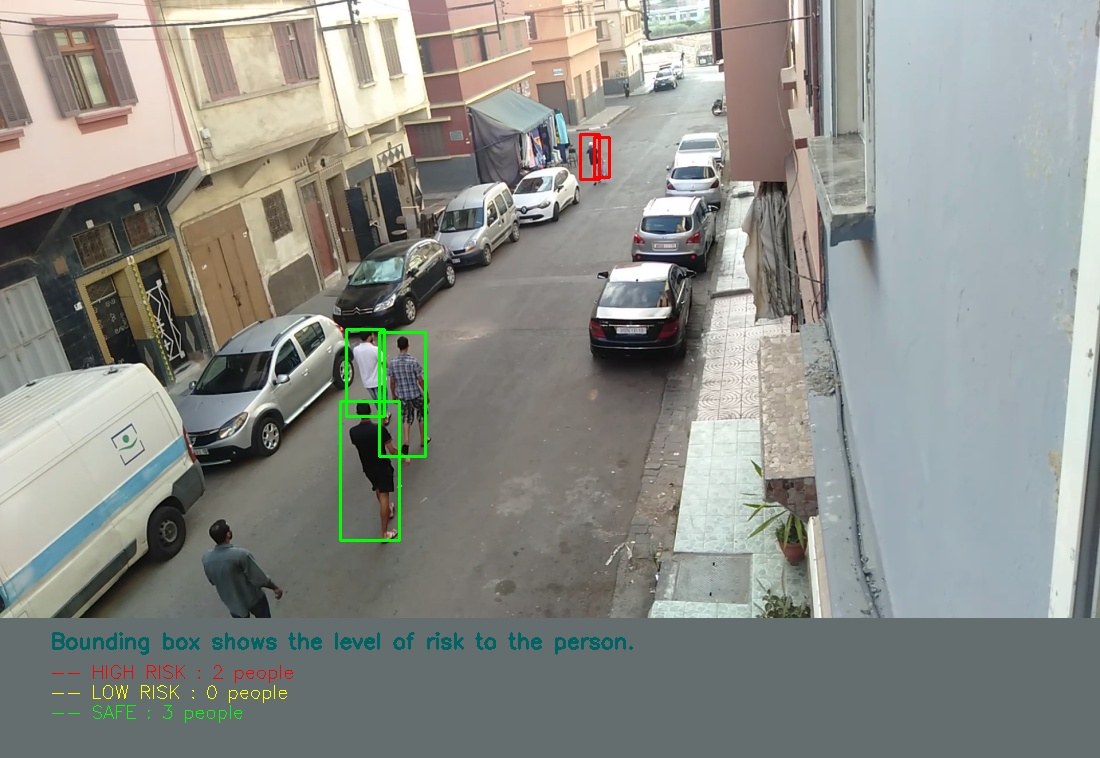 Bounding box shows the level of risk to the person.
—— HIGH RISK : 2 people
—— LOW RISK : 0 people
—— SAFE : 3 people